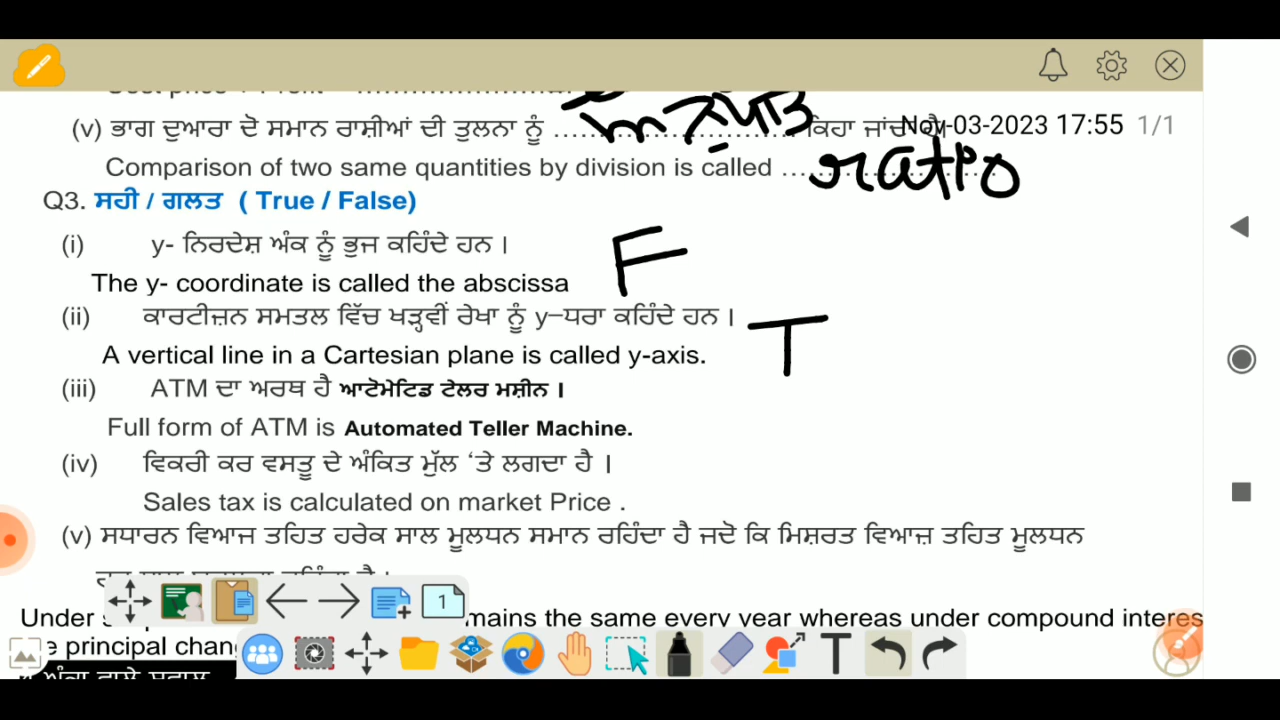 ਅਨੁਪਾਤ
(v) ਭਾਗ ਦੁਆਰਾ ਦੋ ਸਮਾਨ ਰਾਸ਼ੀਆਂ ਦੀ ਤੁਲਨਾ ਨੂੰ ........................ ਕਿਹਾ ਜਾਂਦਾ ਹੈ
Nov-03-2023 17:55 1/1
Comparison of two same quantities by division is called ... ratio
Q3. ਸਹੀ / ਗਲਤ ( True / False)
(i) y- ਨਿਰਦੇਸ਼ ਅੰਕ ਨੂੰ ਭੁਜ ਕਹਿੰਦੇ ਹਨ । F
The y- coordinate is called the abscissa
(ii) ਕਾਰਟੀਜ਼ਨ ਸਮਤਲ ਵਿੱਚ ਖੜ੍ਹਵੀਂ ਰੇਖਾ ਨੂੰ y–ਧਰਾ ਕਹਿੰਦੇ ਹਨ । T
A vertical line in a Cartesian plane is called y-axis.
(iii) ATM ਦਾ ਅਰਥ ਹੈ ਆਟੋਮੇਟਿਡ ਟੇਲਰ ਮਸ਼ੀਨ ।
Full form of ATM is Automated Teller Machine.
(iv) ਵਿਕਰੀ ਕਰ ਵਸਤੂ ਦੇ ਅੰਕਿਤ ਮੁੱਲ ‘ਤੇ ਲਗਦਾ ਹੈ ।
Sales tax is calculated on market Price .
(v) ਸਧਾਰਨ ਵਿਆਜ ਤਹਿਤ ਹਰੇਕ ਸਾਲ ਮੂਲਧਨ ਸਮਾਨ ਰਹਿੰਦਾ ਹੈ ਜਦੋ ਕਿ ਮਿਸ਼ਰਤ ਵਿਆਜ਼ ਤਹਿਤ ਮੂਲਧਨ
1
Under mains the same every year whereas under compound interes
e principal chan
ਅੰਕਾਂ ਵਾਲੇ ਸਵਾਲ